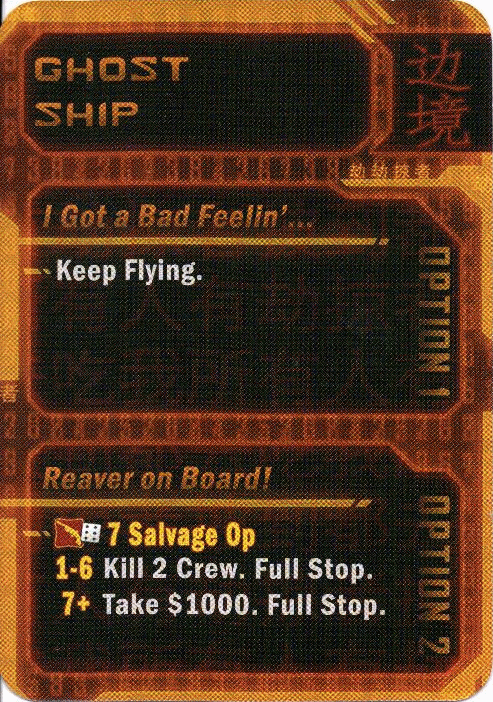 GHOST
SHIP
边
境
I Got a Bad Feelin'...
Keep Flying.
OPTION 1
Reaver on Board!
7 Salvage Op
1-6 Kill 2 Crew. Full Stop.
7+ Take $1000. Full Stop.
OPTION 2